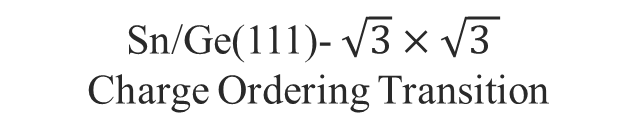 Sn/Ge(111)- √3 × √3
Charge Ordering Transition